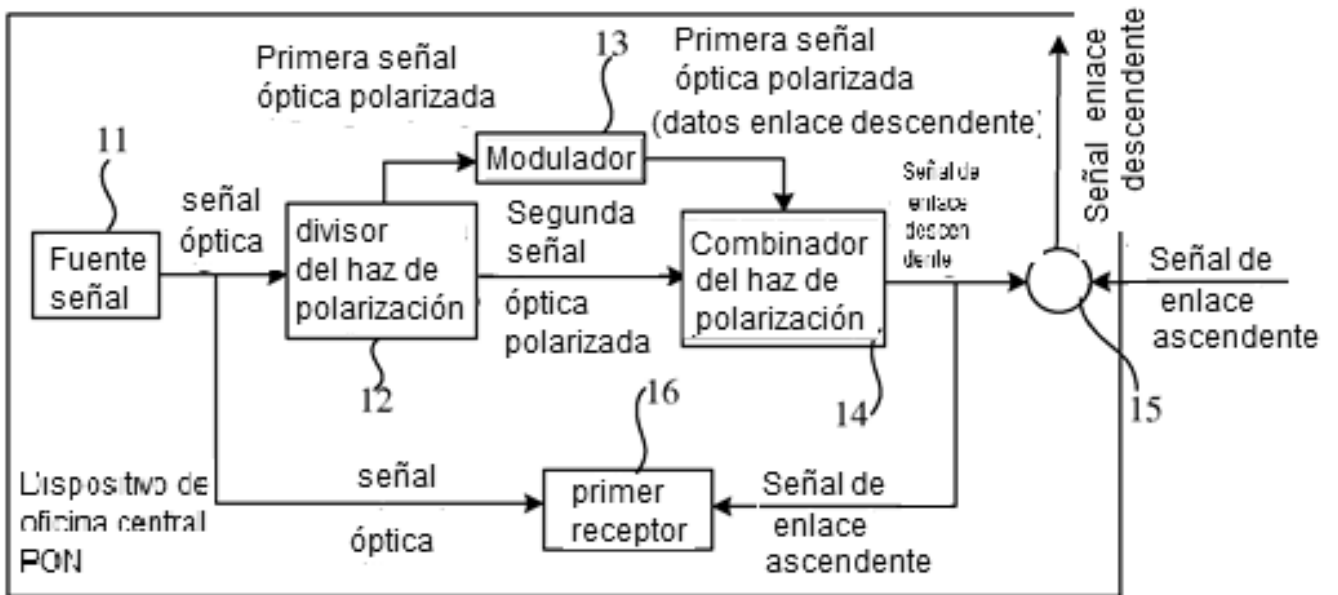 Primera señal
óptica polarizada
13
Primera señal
óptica polarizada
(datos enlace descendente)
Señal enlace
descendente
11
señal
óptica
Fuente
señal
divisor
del haz de
polarización
12
Modulador
Segunda
señal
óptica
polarizada
Combinador
del haz de
polarización
14
Señal de
enlace
descen
dente
Señal de
enlace
ascendente
15
16
señal
óptica
primer
receptor
Señal de
enlace
ascendente
Dispositivo de
oficina central
PON